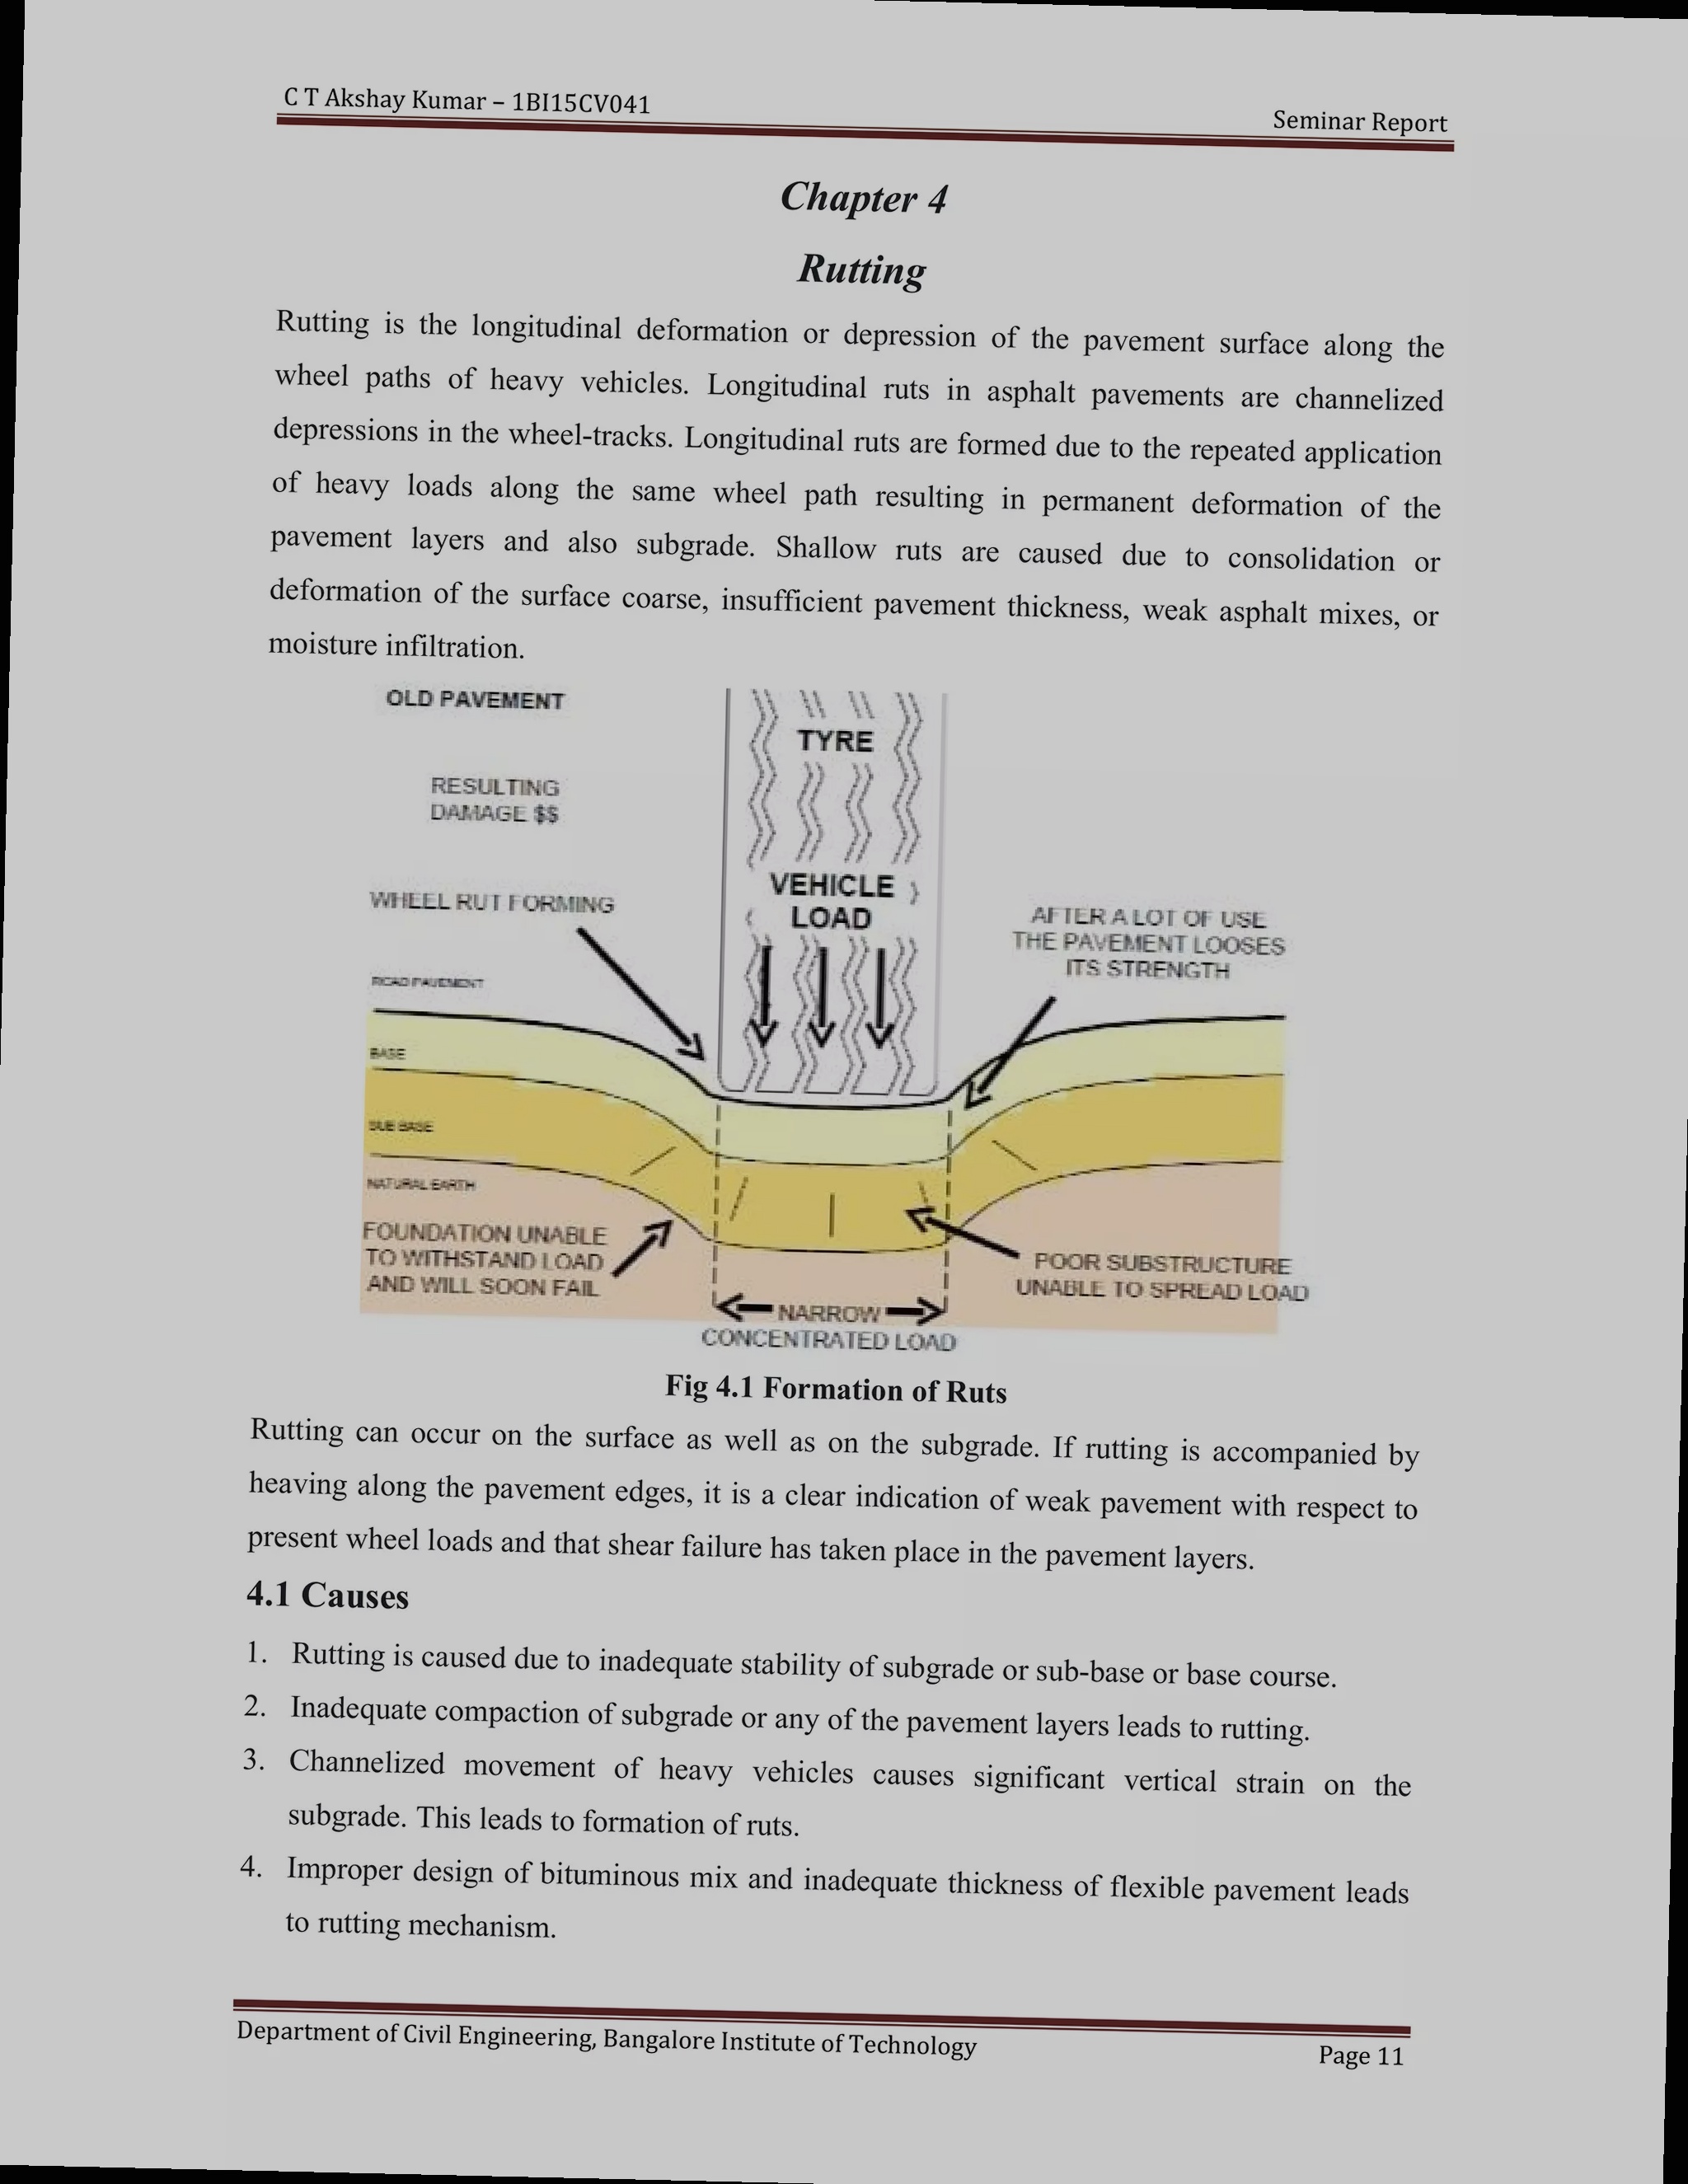 C T Akshay Kumar – 1BI15CV041
Seminar Report
Chapter 4
Rutting
Rutting is the longitudinal deformation or depression of the pavement surface along the
wheel paths of heavy vehicles. Longitudinal ruts in asphalt pavements are channelized
depressions in the wheel-tracks. Longitudinal ruts are formed due to the repeated application
of heavy loads along the same wheel path resulting in permanent deformation of the
pavement layers and also subgrade. Shallow ruts are caused due to consolidation or
deformation of the surface coarse, insufficient pavement thickness, weak asphalt mixes, or
moisture infiltration.
OLD PAVEMENT
TYRE
RESULTING
DAMAGE $$
VEHICLE
LOAD
WHEEL RUT FORMING
AFTER A LOT OF USE
THE PAVEMENT LOOSES
ITS STRENGTH
ROAD PAVEMENT
BASE
SUB BASE
NATURAL EARTH
FOUNDATION UNABLE
TO WITHSTAND LOAD
AND WILL SOON FAIL
POOR SUBSTRUCTURE
UNABLE TO SPREAD LOAD
NARROW
CONCENTRATED LOAD
Fig 4.1 Formation of Ruts
Rutting can occur on the surface as well as on the subgrade. If rutting is accompanied by
heaving along the pavement edges, it is a clear indication of weak pavement with respect to
present wheel loads and that shear failure has taken place in the pavement layers.
4.1 Causes
1. Rutting is caused due to inadequate stability of subgrade or sub-base or base course.
2. Inadequate compaction of subgrade or any of the pavement layers leads to rutting.
3. Channelized movement of heavy vehicles causes significant vertical strain on the
subgrade. This leads to formation of ruts.
4. Improper design of bituminous mix and inadequate thickness of flexible pavement leads
to rutting mechanism.
Department of Civil Engineering, Bangalore Institute of Technology
Page 11